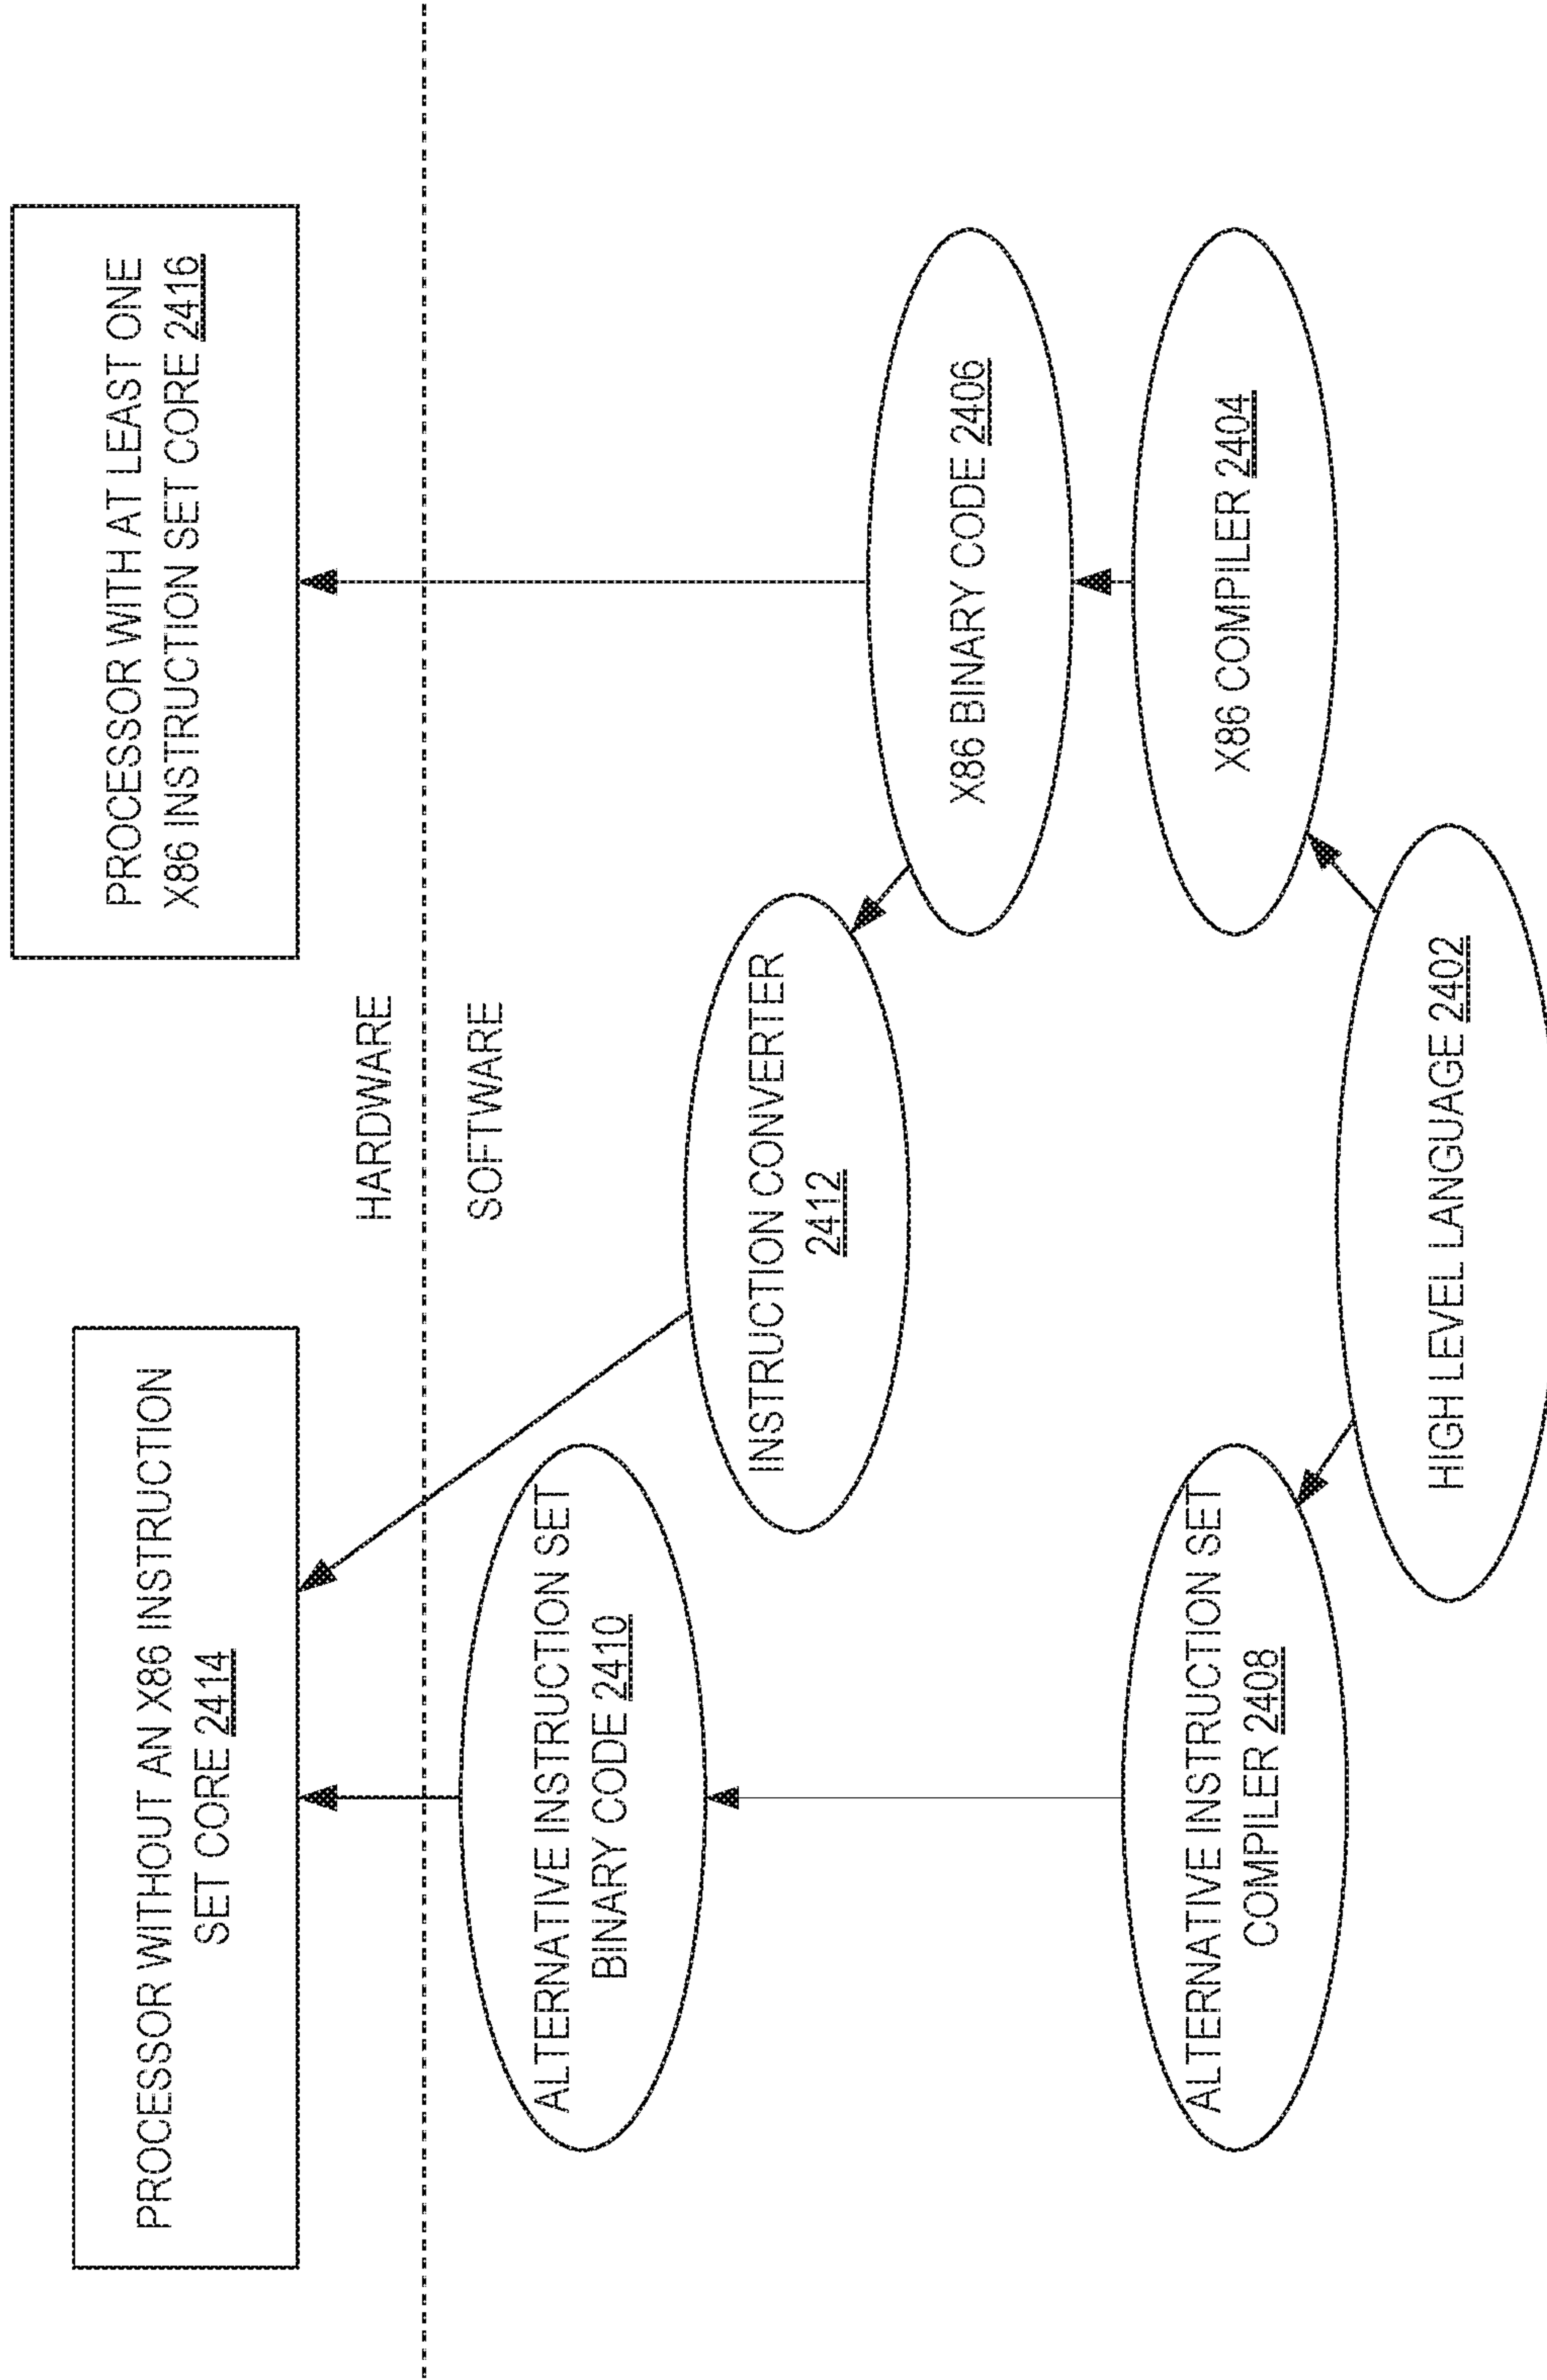 PROCESSOR WITHOUT AN X86 INSTRUCTION
SET CORE 2414
PROCESSOR WITH AT LEAST ONE
X86 INSTRUCTION SET CORE 2416
HARDWARE
SOFTWARE
ALTERNATIVE INSTRUCTION SET
BINARY CODE 2410
INSTRUCTION CONVERTER
2412
X86 BINARY CODE 2406
ALTERNATIVE INSTRUCTION SET
COMPILER 2408
X86 COMPILER 2404
HIGH LEVEL LANGUAGE 2402